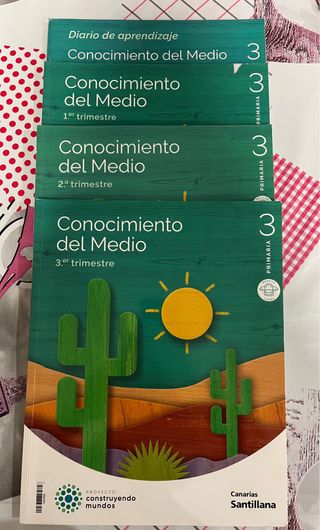 Diario de aprendizaje
Conocimiento del Medio 3
Conocimiento
del Medio
1.er trimestre
3
PRIMARIA
Conocimiento
del Medio
2.º trimestre
3
PRIMARIA
Conocimiento
del Medio
3.er trimestre
3
PRIMARIA
PROYECTO
construyendo
mundos
Canarias
Santillana